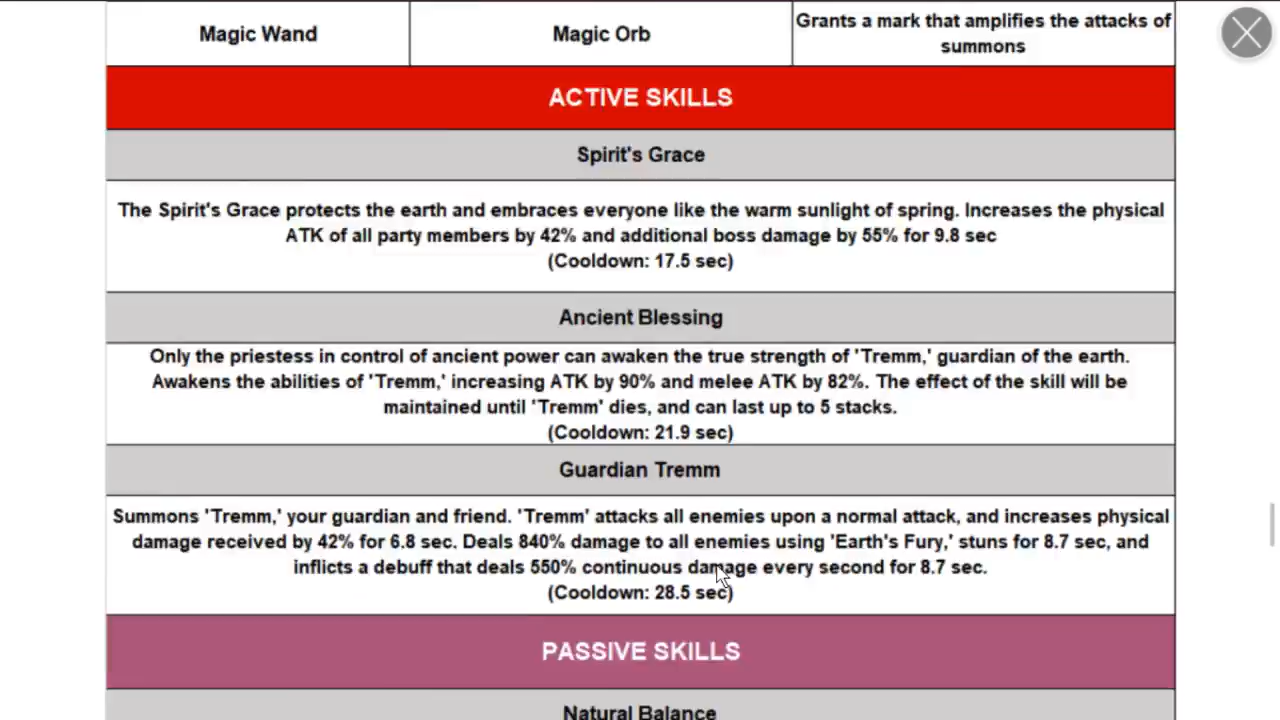 Magic Wand
Magic Orb
Grants a mark that amplifies the attacks of
summons
ACTIVE SKILLS
Spirit's Grace
The Spirit's Grace protects the earth and embraces everyone like the warm sunlight of spring. Increases the physical
ATK of all party members by 42% and additional boss damage by 55% for 9.8 sec
(Cooldown: 17.5 sec)
Ancient Blessing
Only the priestess in control of ancient power can awaken the true strength of 'Tremm,' guardian of the earth.
Awakens the abilities of 'Tremm,' increasing ATK by 90% and melee ATK by 82%. The effect of the skill will be
maintained until 'Tremm' dies, and can last up to 5 stacks.
(Cooldown: 21.9 sec)
Guardian Tremm
Summons 'Tremm,' your guardian and friend. 'Tremm' attacks all enemies upon a normal attack, and increases physical
damage received by 42% for 6.8 sec. Deals 840% damage to all enemies using 'Earth's Fury,' stuns for 8.7 sec, and
inflicts a debuff that deals 550% continuous damage every second for 8.7 sec.
(Cooldown: 28.5 sec)
PASSIVE SKILLS
Natural Balance